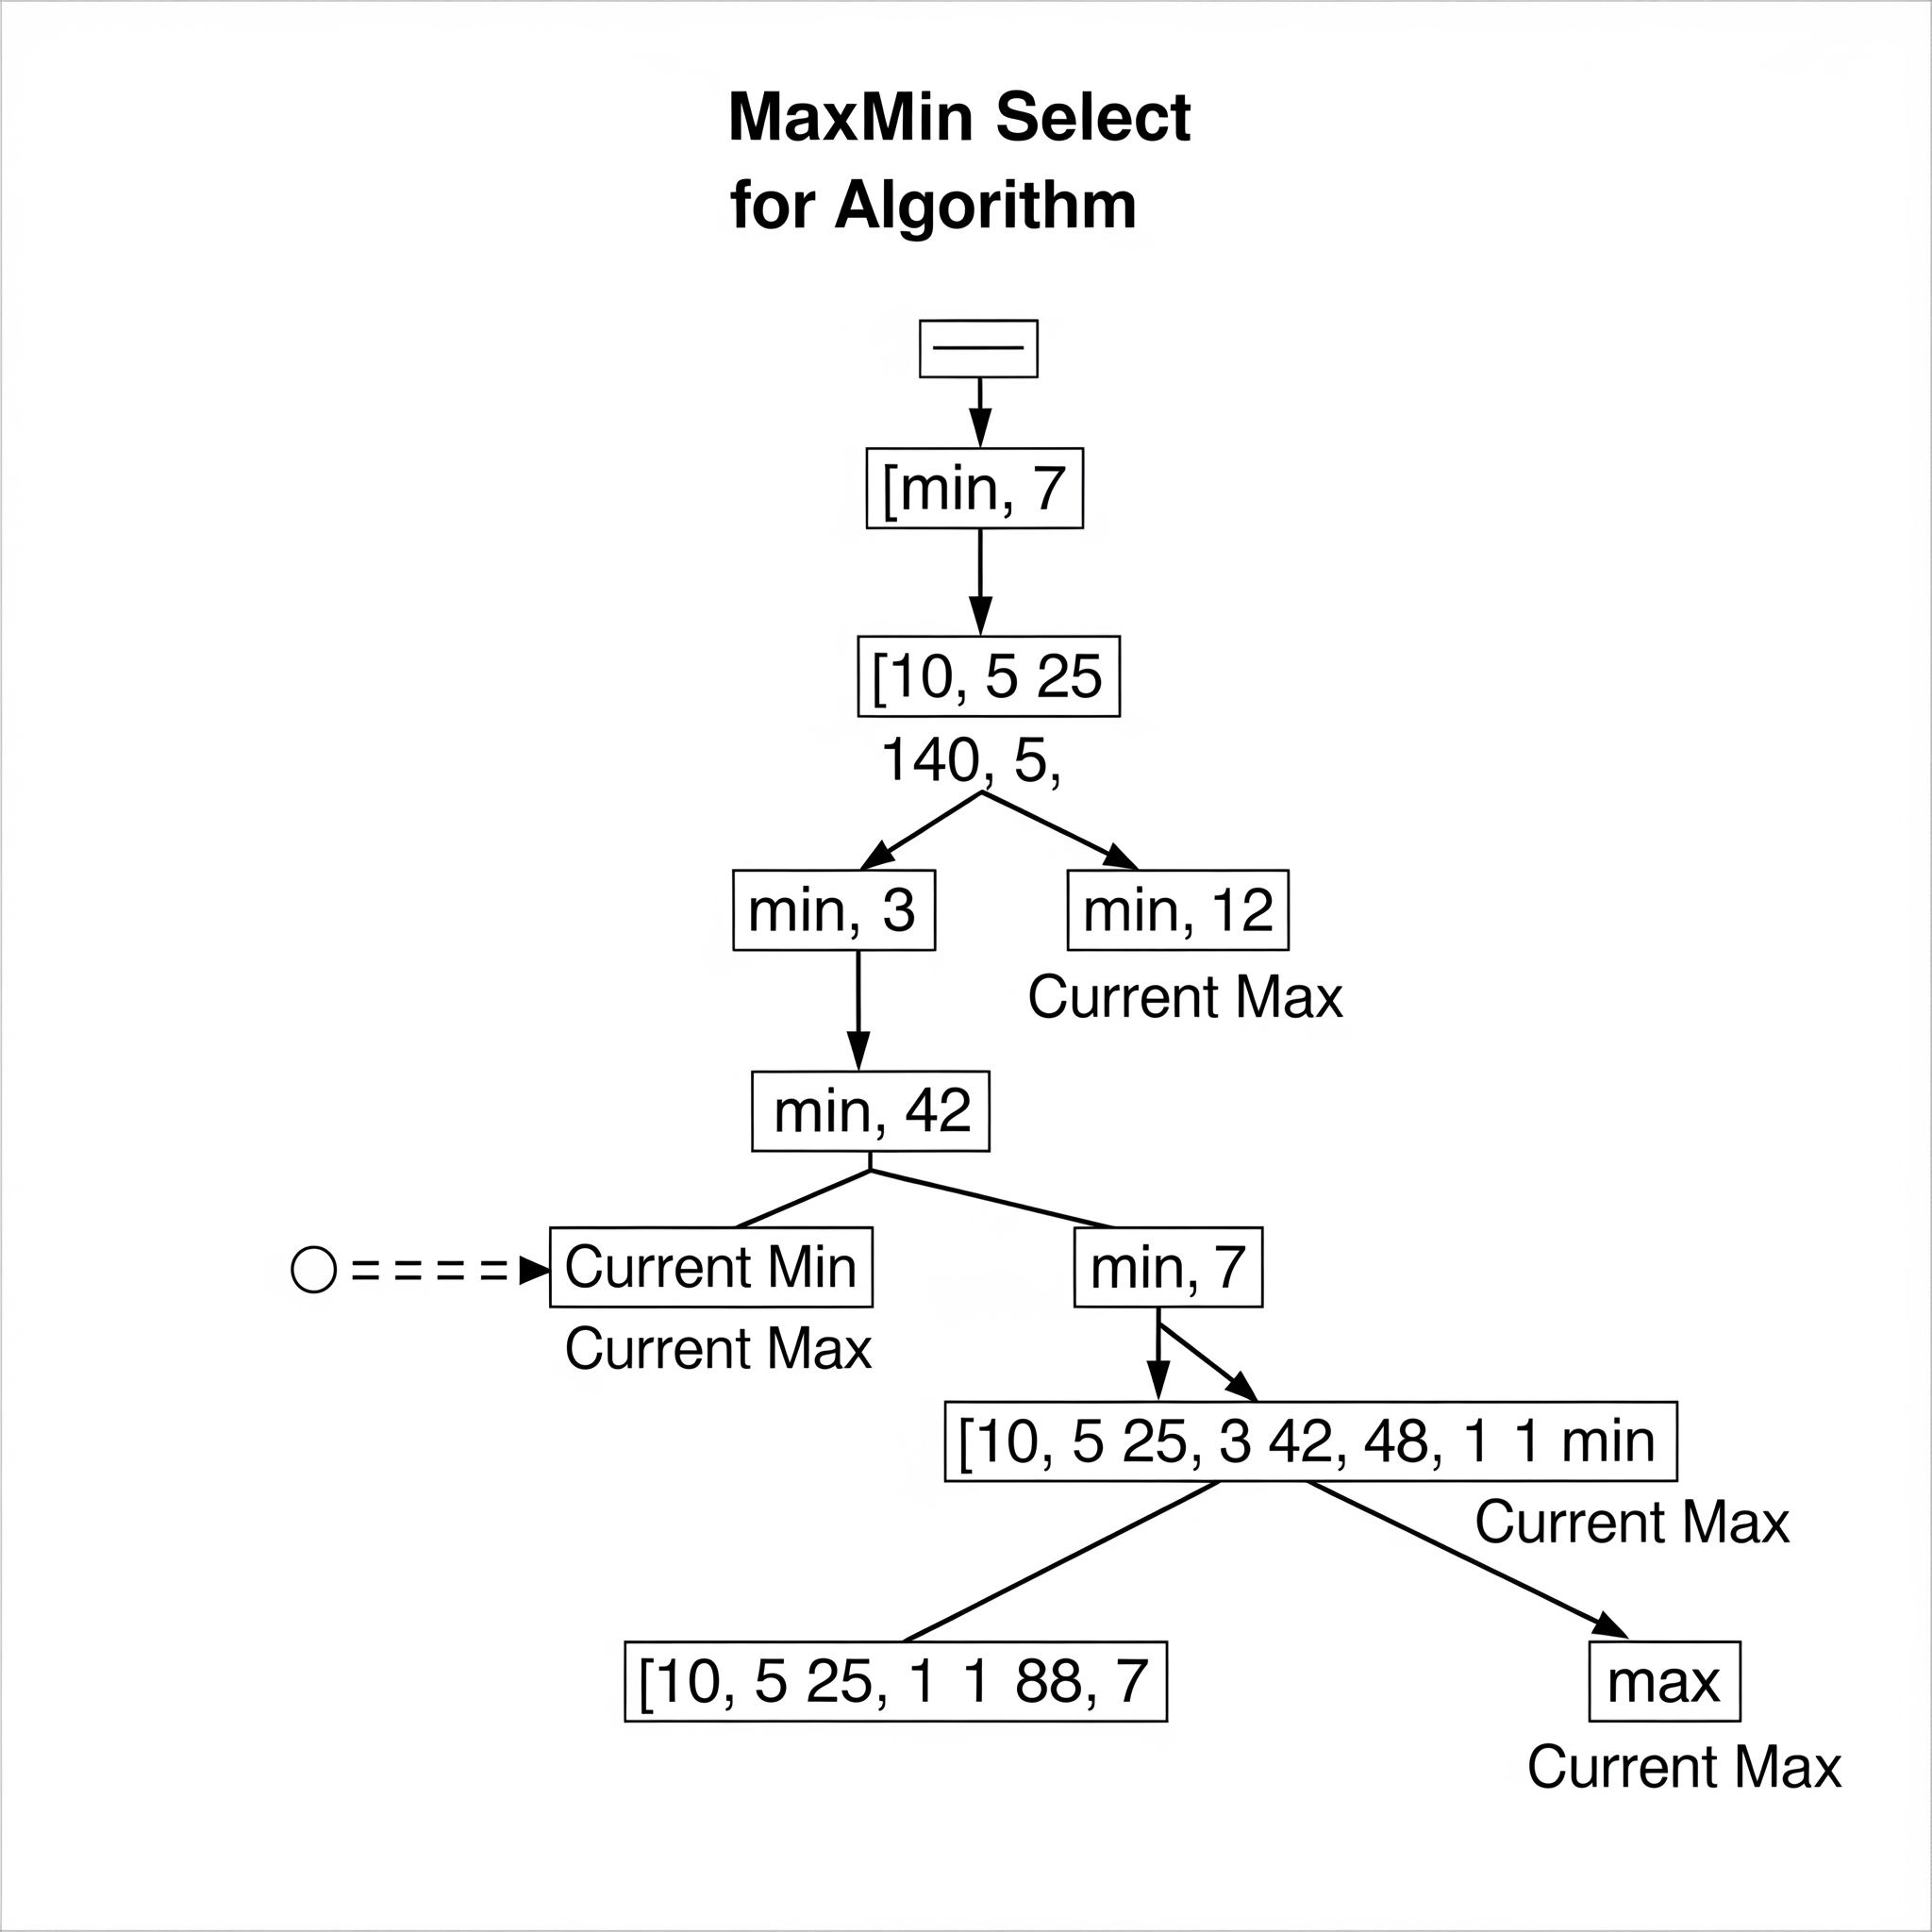 MaxMin Select
for Algorithm
[min, 7
[10, 5 25
140, 5,
min, 3
min, 12
Current Max
min, 42
Current Min
min, 7
Current Max
[10, 5 25, 3 42, 48, 1 1 min
Current Max
[10, 5 25, 1 1 88, 7
max
Current Max